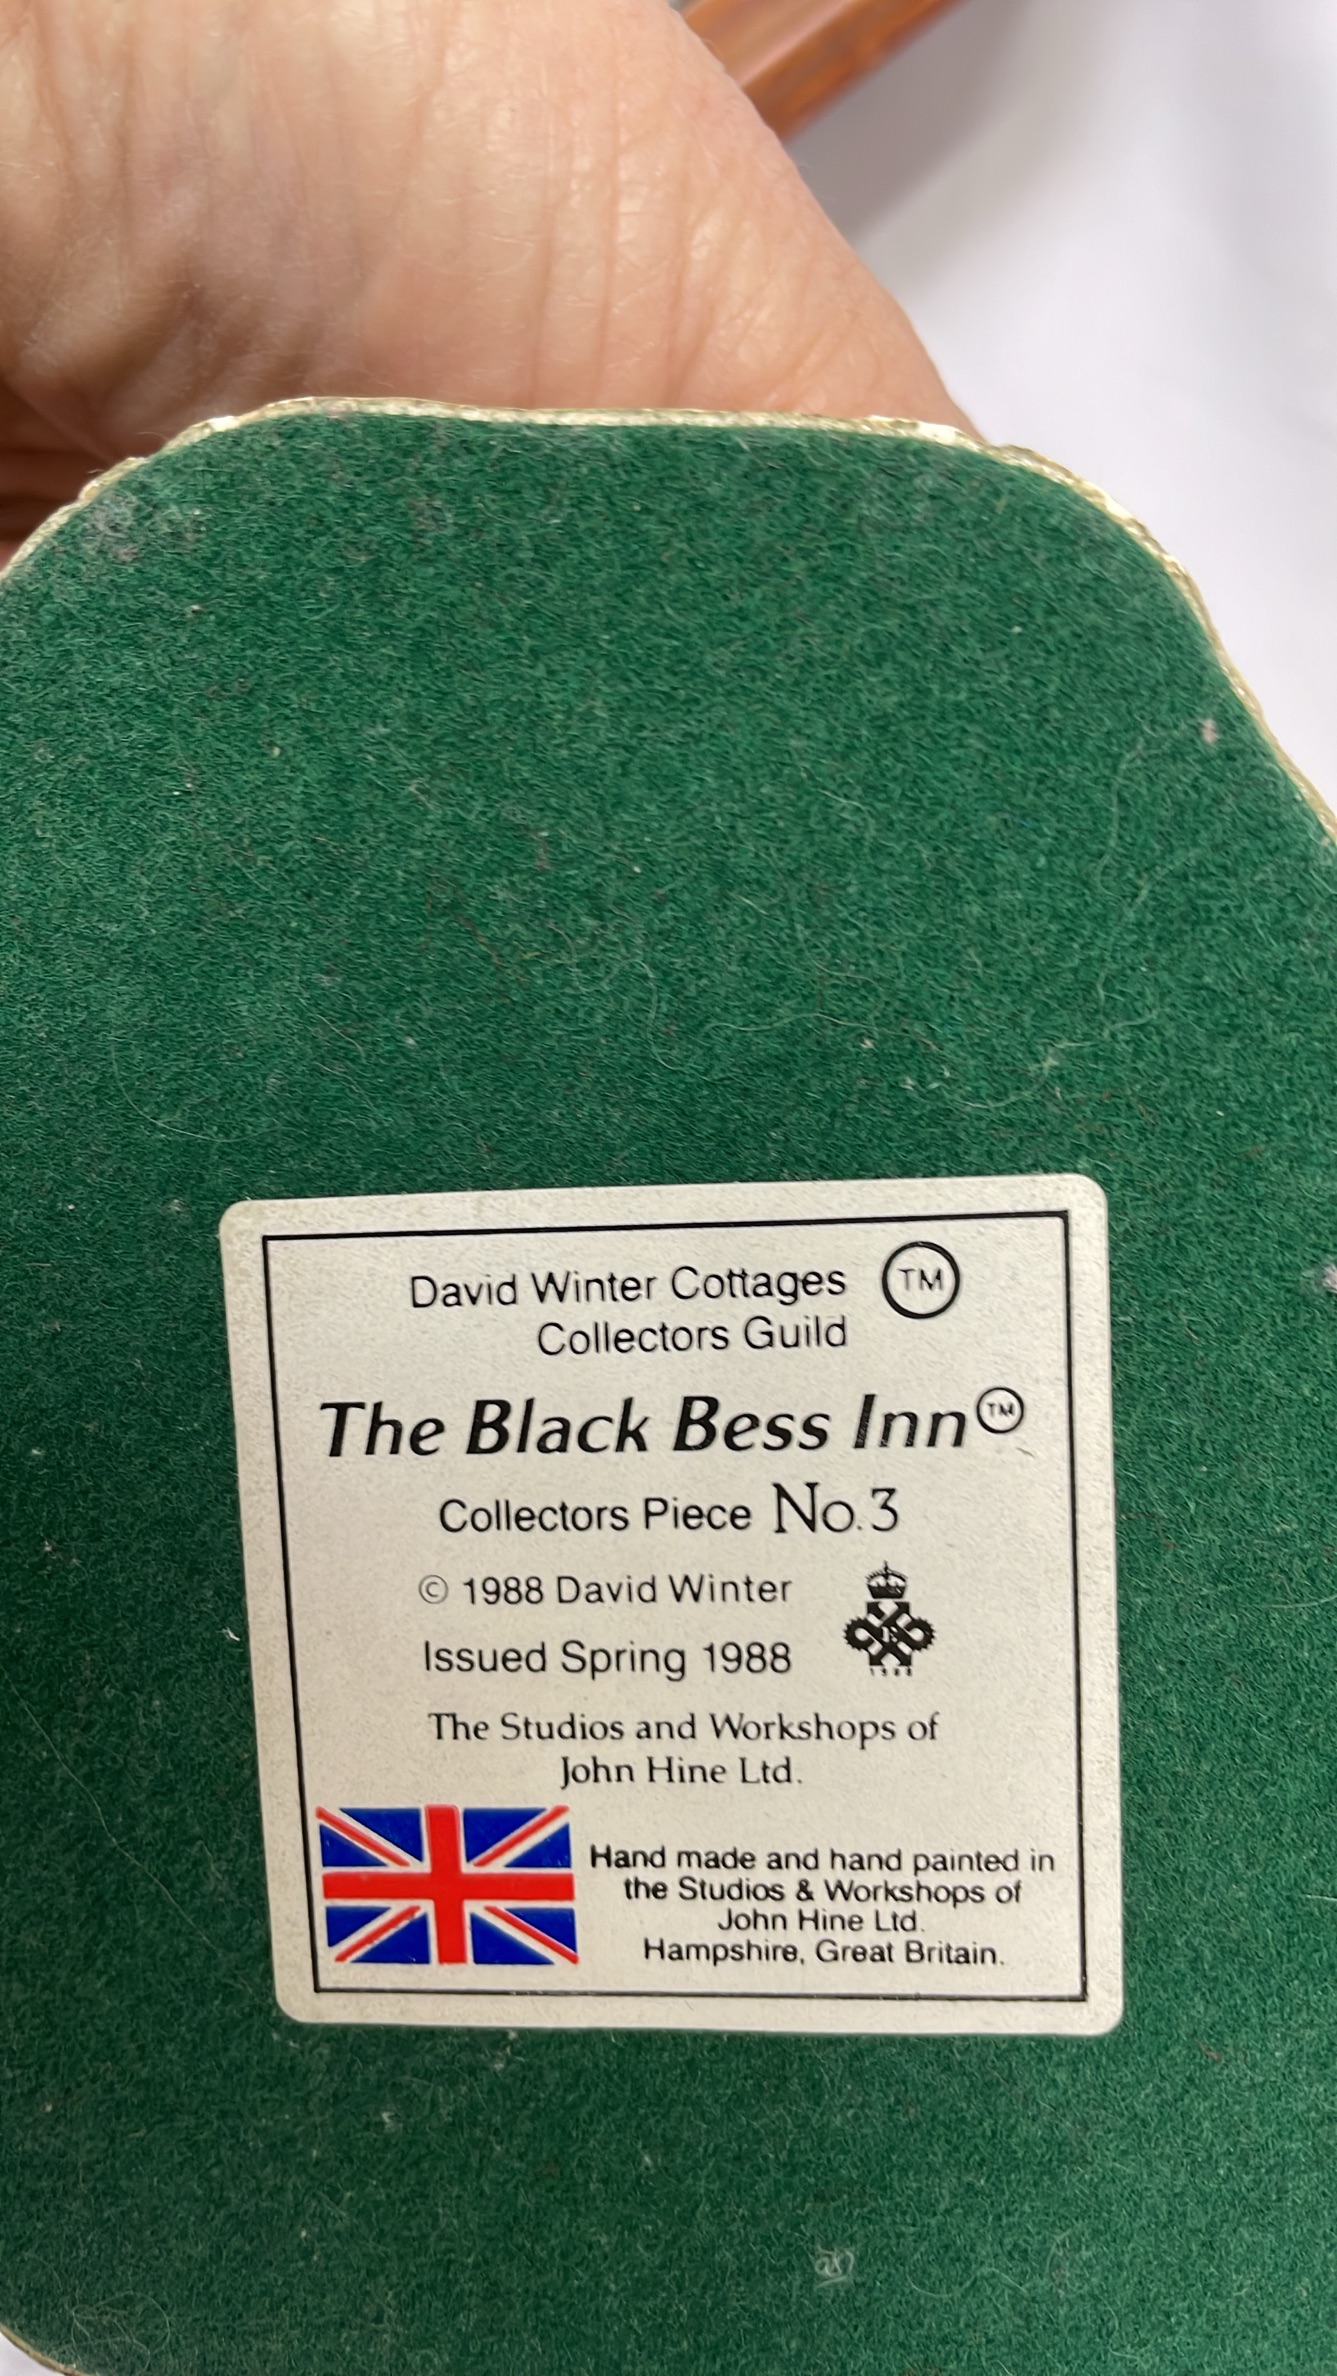 David Winter Cottages TM
Collectors Guild
The Black Bess Inn TM
Collectors Piece No.3
© 1988 David Winter
Issued Spring 1988
The Studios and Workshops of
John Hine Ltd.
Hand made and hand painted in
the Studios & Workshops of
John Hine Ltd.
Hampshire, Great Britain.